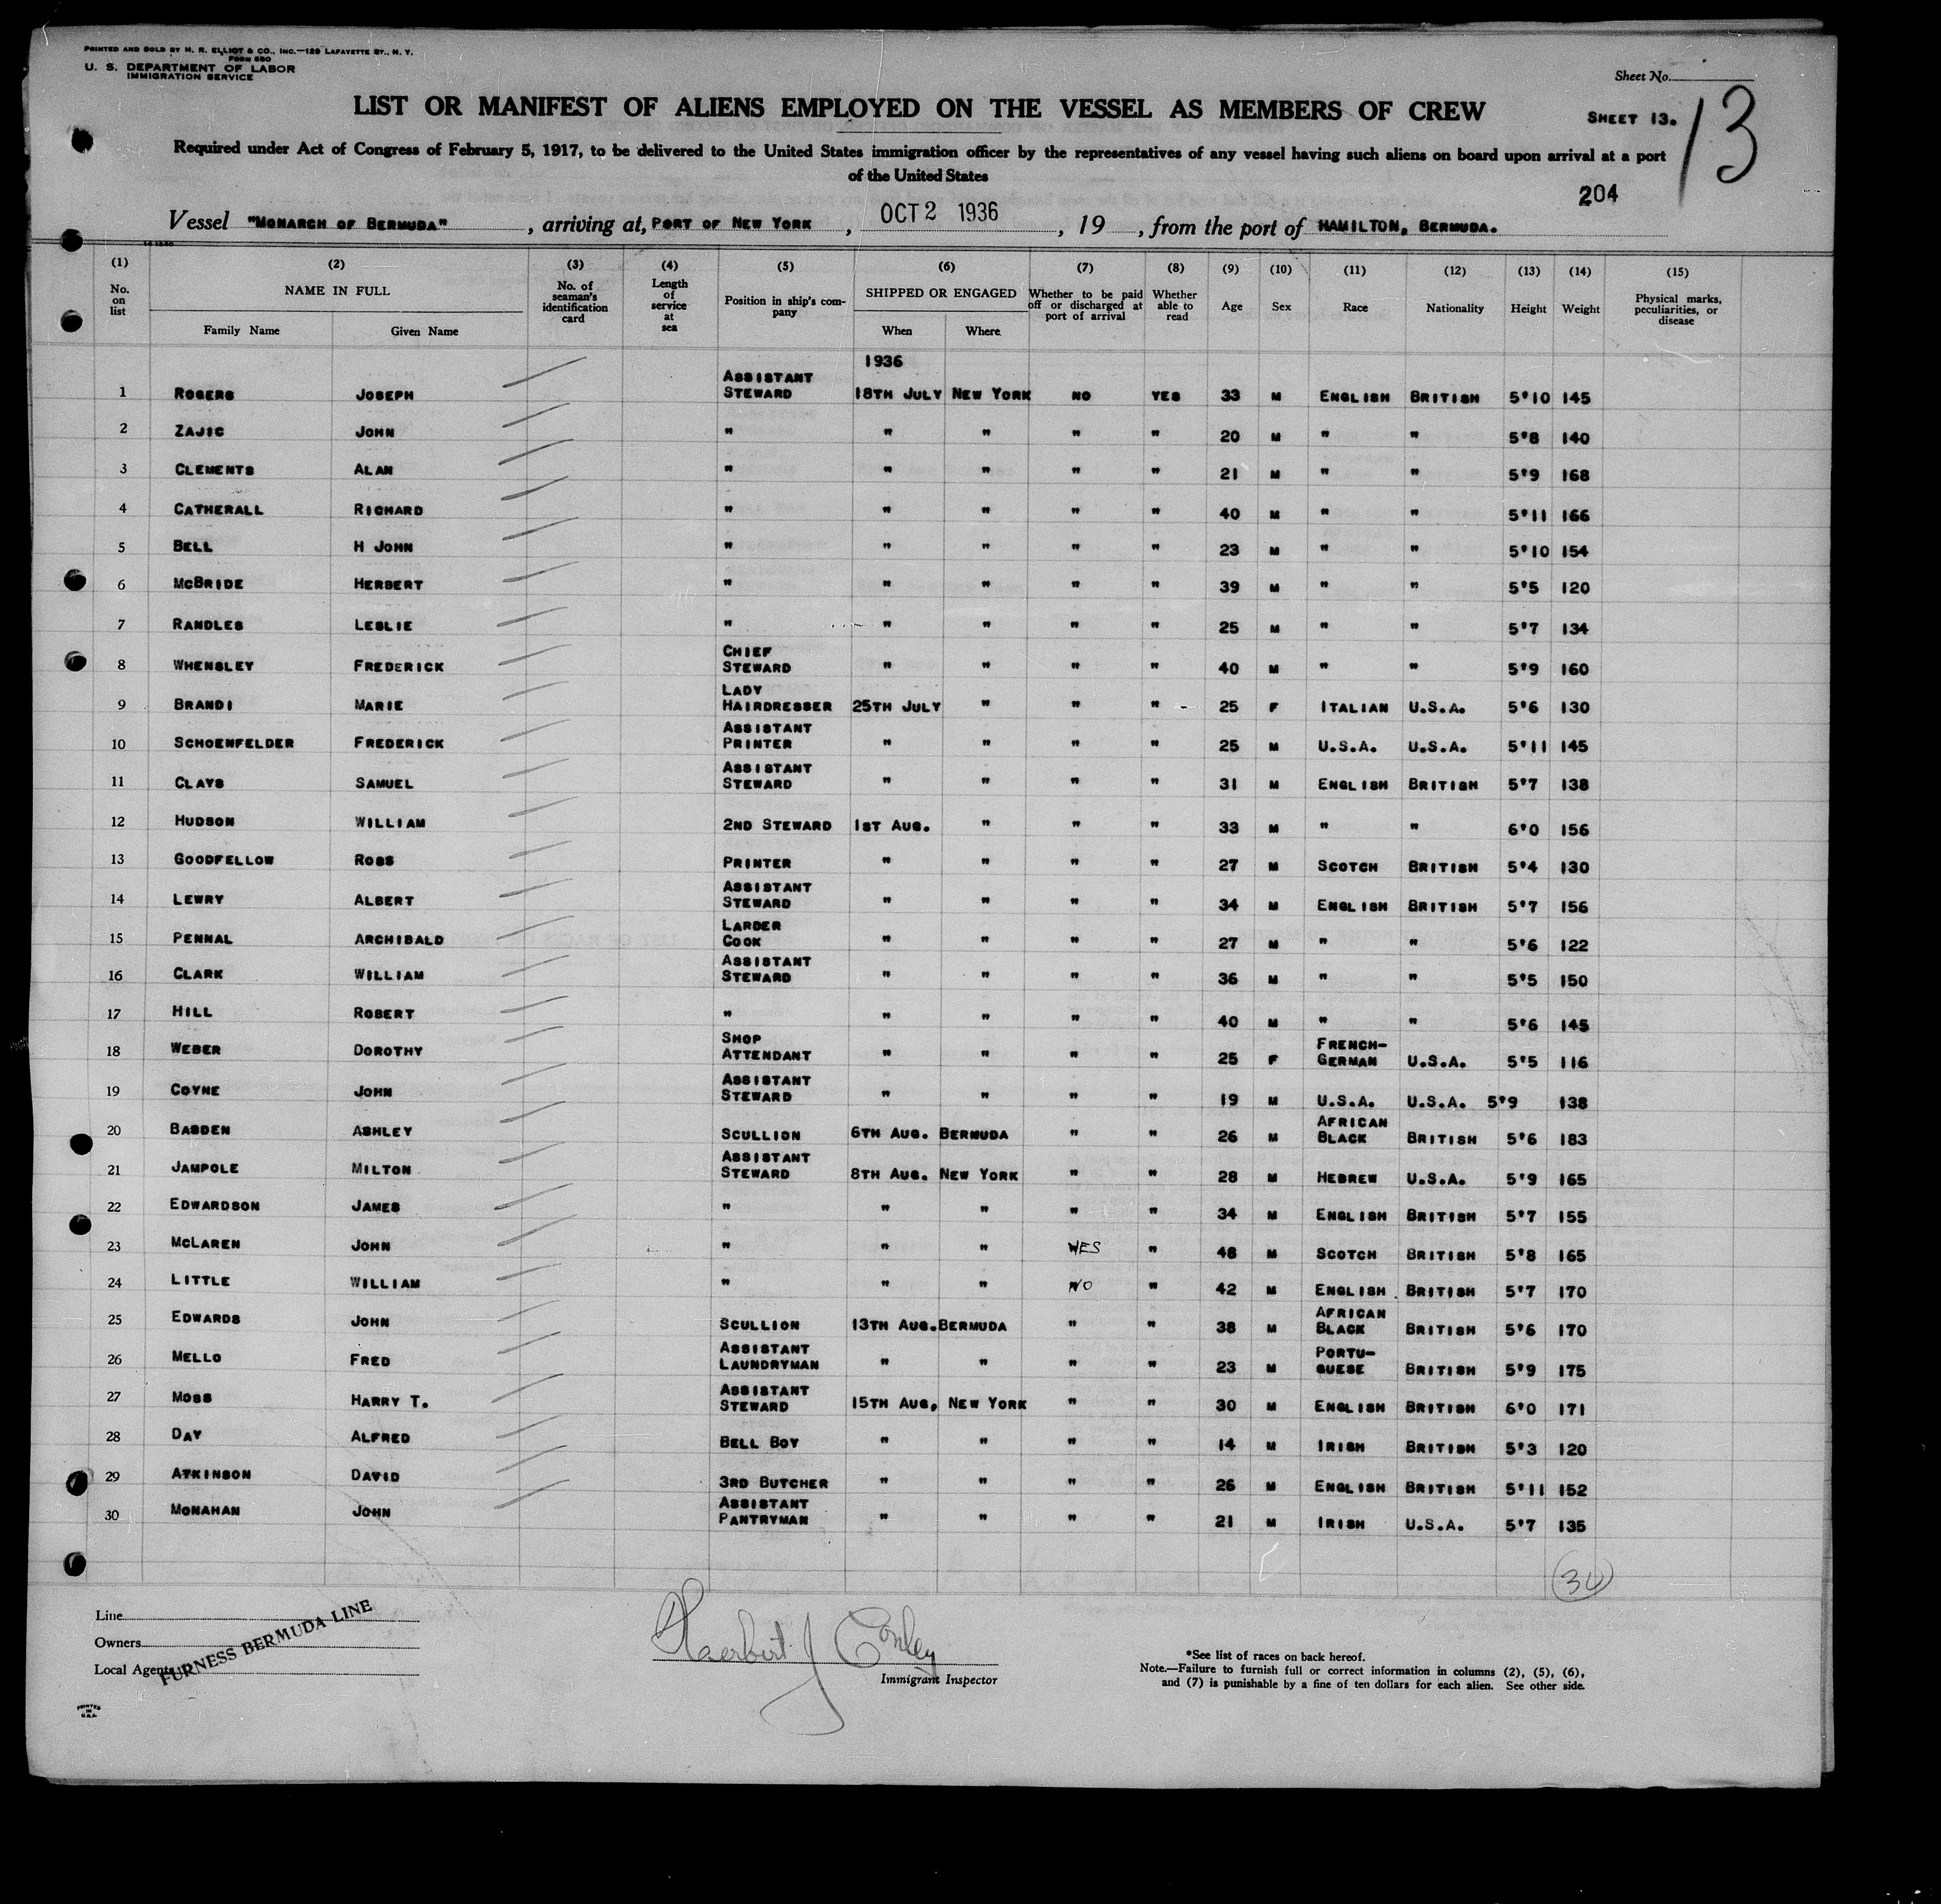 PRINTED AND SOLD BY H. R. ELLIOT & CO., INC.—129 LAFAYETTE ST., N. Y.
FORM 680
U. S. DEPARTMENT OF LABOR
IMMIGRATION SERVICE
Sheet No.
LIST OR MANIFEST OF ALIENS EMPLOYED ON THE VESSEL AS MEMBERS OF CREW
SHEET 13. 13
Required under Act of Congress of February 5, 1917, to be delivered to the United States immigration officer by the representatives of any vessel having such aliens on board upon arrival at a port
of the United States
204
Vessel "MONARCH OF BERMUDA", arriving at, PORT OF NEW YORK, OCT 2 1936, 19, from the port of HAMILTON, BERMUDA.
(1) (2) (3) (4) (5) (6) (7) (8) (9) (10) (11) (12) (13) (14) (15)
No. on list NAME IN FULL Family Name Given Name No. of seaman's identification card Length of service at sea Position in ship's company SHIPPED OR ENGAGED When Where Whether to be paid off or discharged at port of arrival Whether able to read Age Sex Race Nationality Height Weight Physical marks, peculiarities, or disease
1936
1 ROGERS JOSEPH ASSISTANT STEWARD 18TH JULY NEW YORK NO YES 33 M ENGLISH BRITISH 5'10 145
2 ZAJIC JOHN " " " " " 20 M " " 5'8 140
3 CLEMENTS ALAN " " " " " 21 M " " 5'9 168
4 CATHERALL RICHARD " " " " " 40 M " " 5'11 166
5 BELL H JOHN " " " " " 23 M " " 5'10 154
6 MCBRIDE HERBERT " " " " " 39 M " " 5'5 120
7 RANDLES LESLIE " " " " " 25 M " " 5'7 134
8 WHENSLEY FREDERICK CHIEF STEWARD " " " " 40 M " " 5'9 160
9 BRANDI MARIE LADY HAIRDRESSER 25TH JULY " " " 25 F ITALIAN U.S.A. 5'6 130
10 SCHOENFELDER FREDERICK ASSISTANT PRINTER " " " " 25 M U.S.A. U.S.A. 5'11 145
11 CLAYS SAMUEL ASSISTANT STEWARD " " " " 31 M ENGLISH BRITISH 5'7 138
12 HUDSON WILLIAM 2ND STEWARD 1ST AUG. " " " 33 M " " 6'0 156
13 GOODFELLOW ROSS PRINTER " " " " 27 M SCOTCH BRITISH 5'4 130
14 LEWRY ALBERT ASSISTANT STEWARD " " " " 34 M ENGLISH BRITISH 5'7 156
15 PENNAL ARCHIBALD LARDER COOK " " " " 27 M " " 5'6 122
16 CLARK WILLIAM ASSISTANT STEWARD " " " " 36 M " " 5'5 150
17 HILL ROBERT " " " " " 40 M " " 5'6 145
18 WEBER DOROTHY SHOP ATTENDANT " " " " 25 F FRENCH-GERMAN U.S.A. 5'5 116
19 COYNE JOHN ASSISTANT STEWARD " " " " 19 M U.S.A. U.S.A. 5'9 138
20 BASDEN ASHLEY SCULLION 6TH AUG. BERMUDA " " 26 M AFRICAN BLACK BRITISH 5'6 183
21 JAMPOLE MILTON ASSISTANT STEWARD 8TH AUG. NEW YORK " " 28 M HEBREW U.S.A. 5'9 165
22 EDWARDSON JAMES " " " " " 34 M ENGLISH BRITISH 5'7 155
23 MCLAREN JOHN " " " YES " 48 M SCOTCH BRITISH 5'8 165
24 LITTLE WILLIAM " " " NO " 42 M ENGLISH BRITISH 5'7 170
25 EDWARDS JOHN SCULLION 13TH AUG. BERMUDA " " 38 M AFRICAN BLACK BRITISH 5'6 170
26 MELLO FRED ASSISTANT LAUNDRYMAN " " " " 23 M PORTU-GUESE BRITISH 5'9 175
27 MOSS HARRY T. ASSISTANT STEWARD 15TH AUG, NEW YORK " " 30 M ENGLISH BRITISH 6'0 171
28 DAY ALFRED BELL BOY " " " " 14 M IRISH BRITISH 5'3 120
29 ATKINSON DAVID 3RD BUTCHER " " " " 26 M ENGLISH BRITISH 5'11 152
30 MONAHAN JOHN ASSISTANT PANTRYMAN " " " " 21 M IRISH U.S.A. 5'7 135
Line
Owners
Local Agents
FURNESS BERMUDA LINE
Herbert J Conley
Immigrant Inspector
*See list of races on back hereof.
Note.—Failure to furnish full or correct information in columns (2), (5), (6),
and (7) is punishable by a fine of ten dollars for each alien. See other side.
PRINTED
IN
U.S.A.